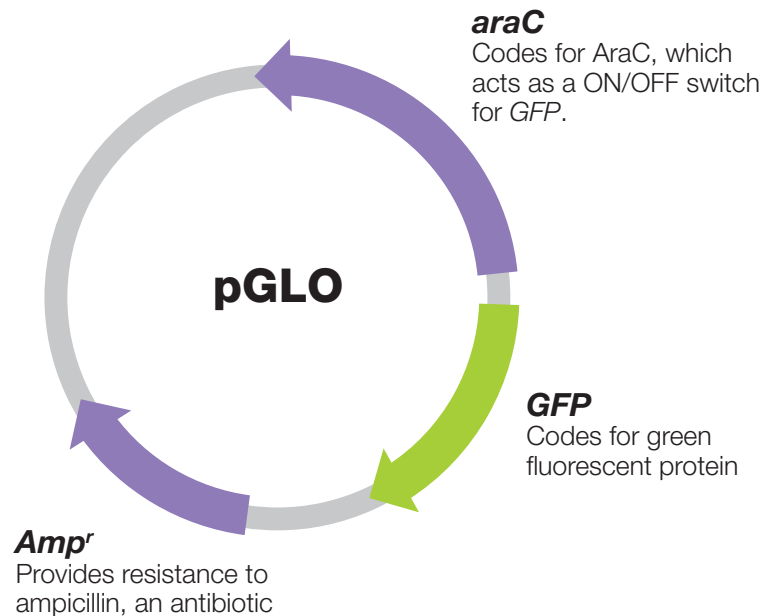 araC
Codes for AraC, which
acts as a ON/OFF switch
for GFP.
pGLO
GFP
Codes for green
fluorescent protein
Ampʳ
Provides resistance to
ampicillin, an antibiotic